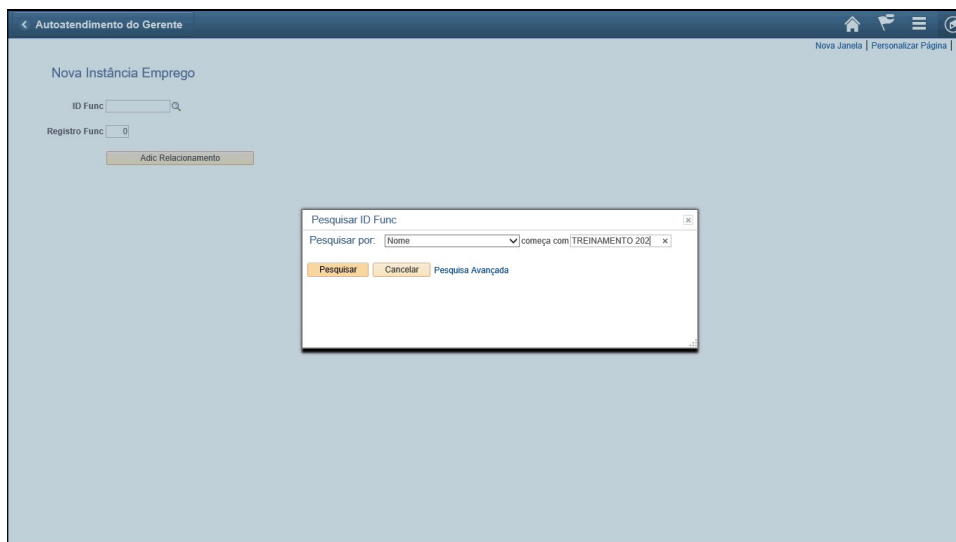 Autoatendimento do Gerente
Nova Janela | Personalizar Página |
Nova Instância Emprego
ID Func
Registro Func 0
Adic Relacionamento
Pesquisar ID Func
Pesquisar por: Nome começa com TREINAMENTO 202
Pesquisar Cancelar Pesquisa Avançada